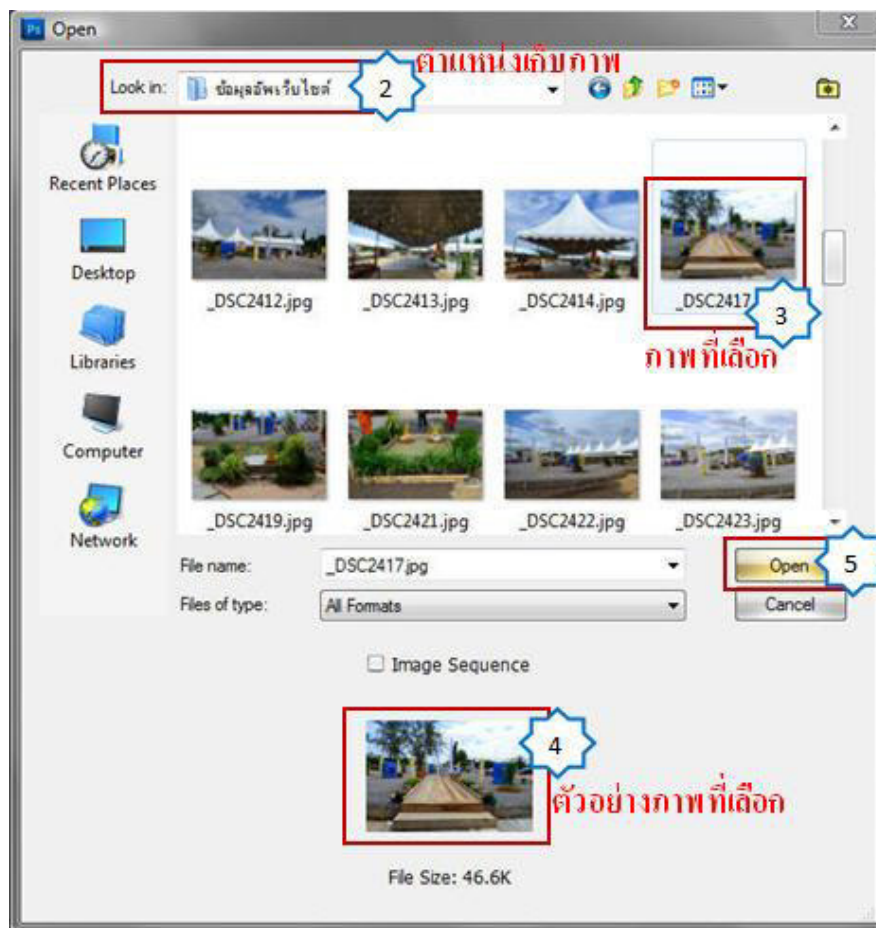 Ps Open
ตำแหน่งเก็บภาพ
Look in: ข้อมุลอัพเว็บไซต์ 2
Recent Places
Desktop
Libraries
Computer
Network
_DSC2412.jpg _DSC2413.jpg _DSC2414.jpg _DSC2417
3
ภาพที่เลือก
_DSC2419.jpg _DSC2421.jpg _DSC2422.jpg _DSC2423.jpg
File name: _DSC2417.jpg Open 5
Files of type: All Formats Cancel
Image Sequence
4
ตัวอย่างภาพที่เลือก
File Size: 46.6K